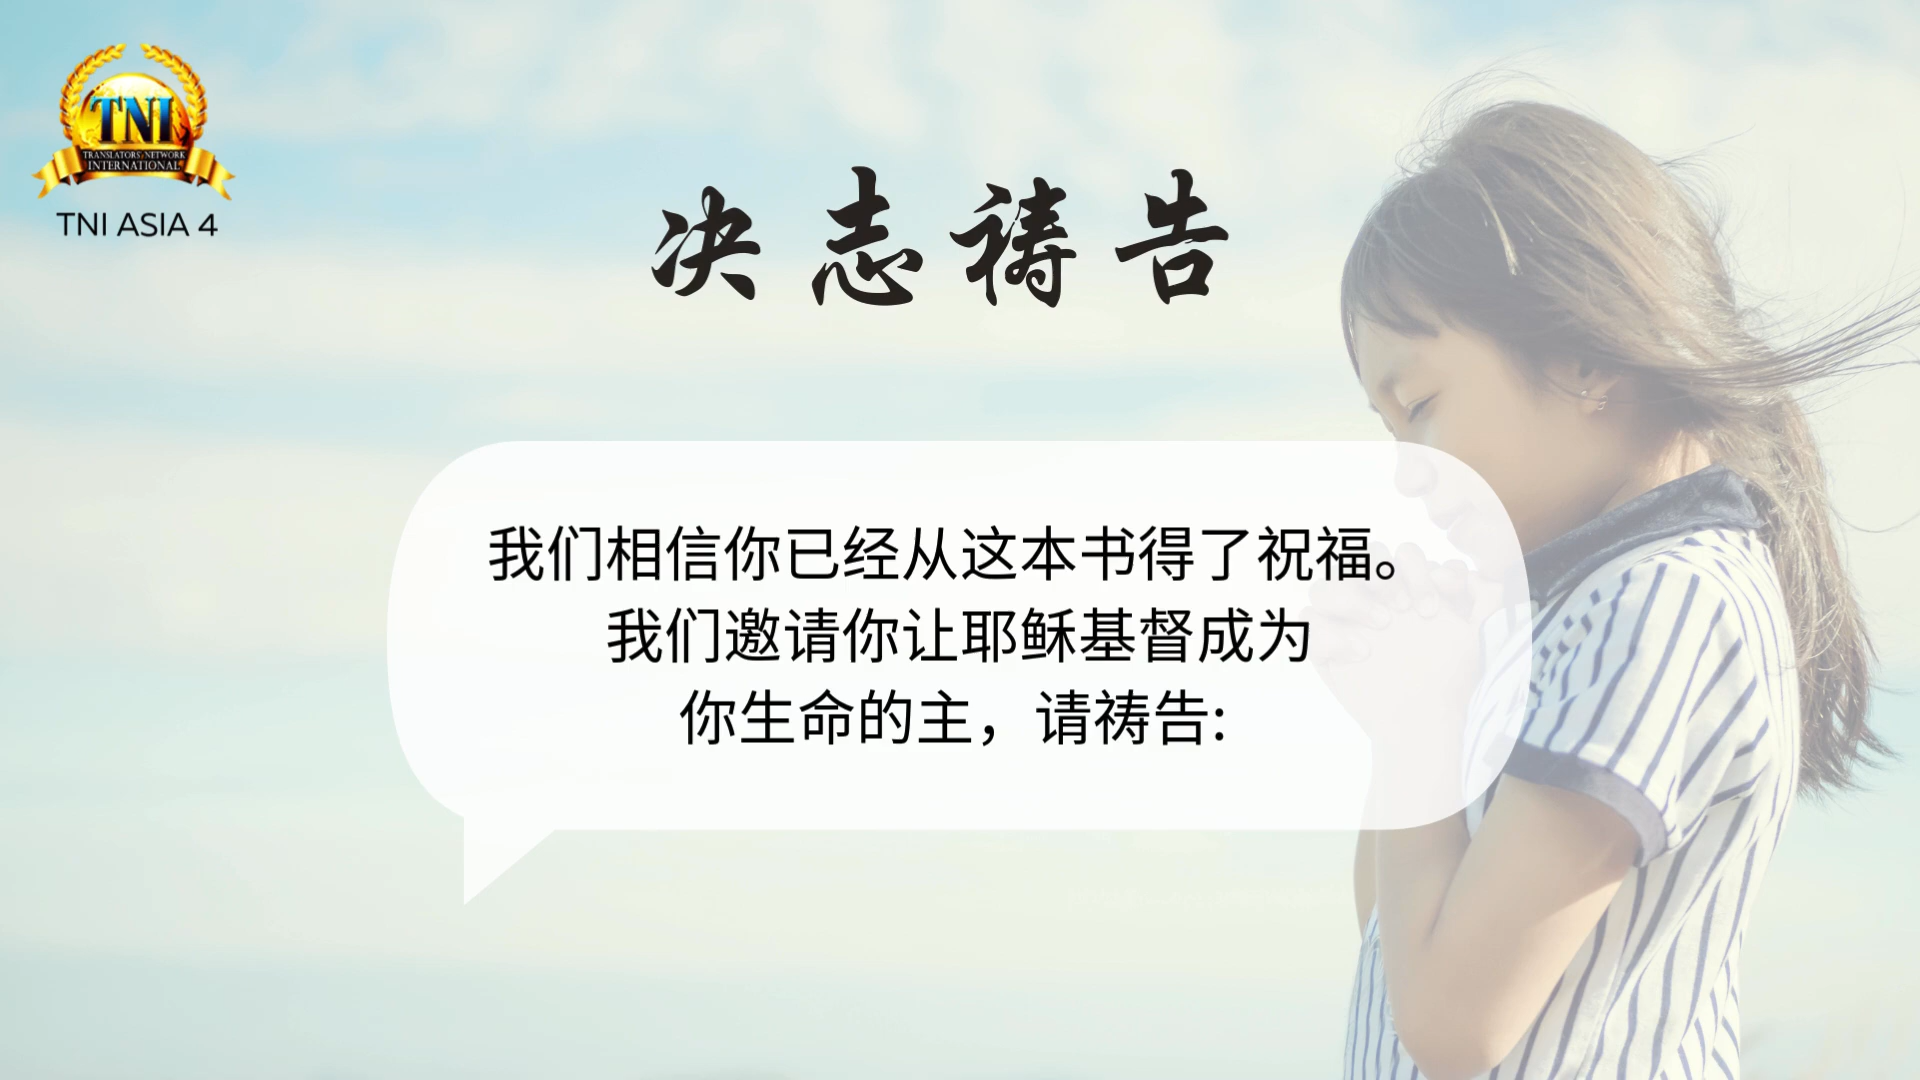 TNI
TRANSLATORS NETWORK
INTERNATIONAL
TNI ASIA 4
决志祷告
我们相信你已经从这本书得了祝福。
我们邀请你让耶稣基督成为
你生命的主，请祷告: